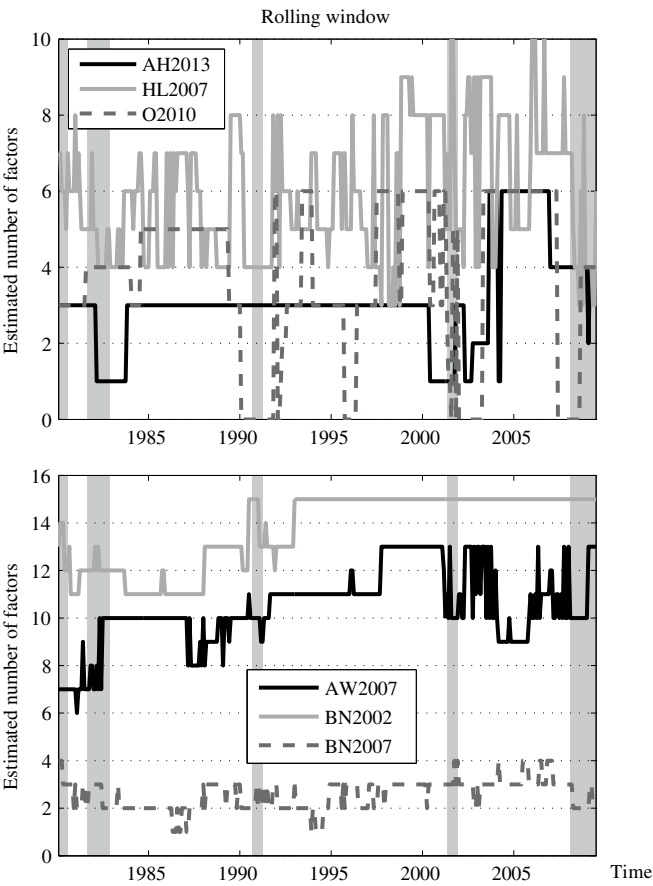 Rolling window
Estimated number of factors
10
8
6
4
2
0
AH2013
HL2007
O2010
1985
1990
1995
2000
2005
Estimated number of factors
16
14
12
10
8
6
4
2
0
AW2007
BN2002
BN2007
1985
1990
1995
2000
2005
Time